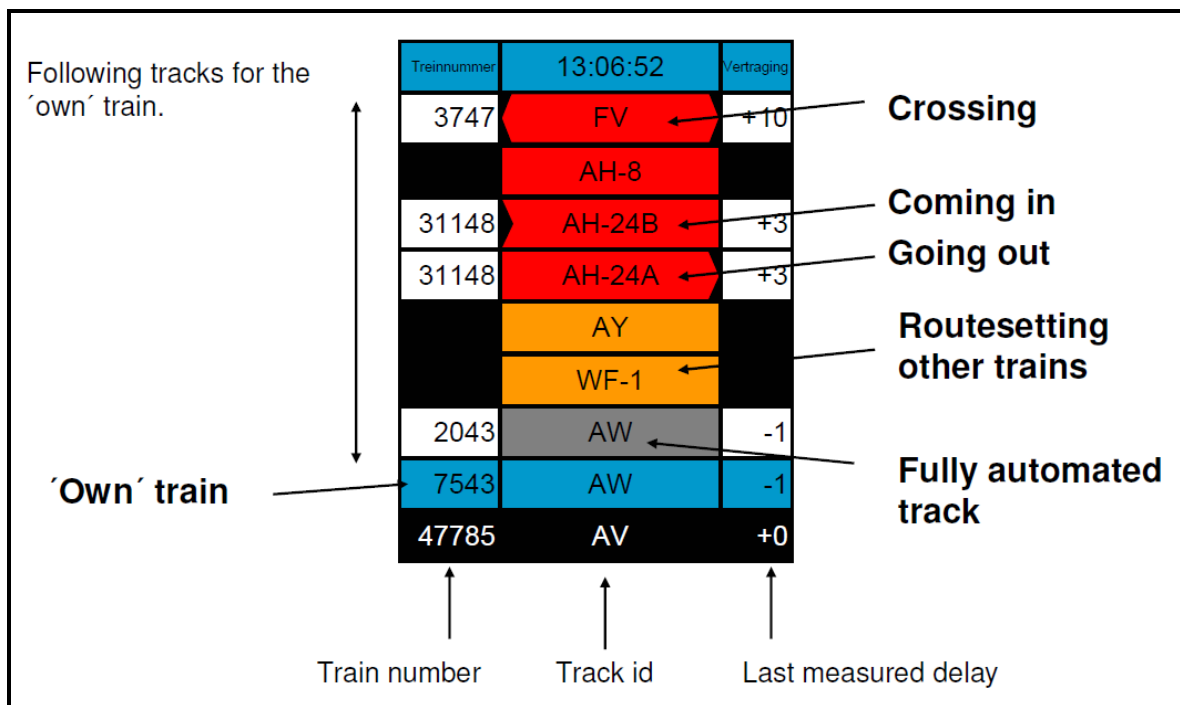 Following tracks for the
´own´ train.
Treinnummer 13:06:52 Vertraging
3747 FV +10
Crossing
AH-8
31148 AH-24B +3
Coming in
31148 AH-24A +3
Going out
AY
Routesetting
other trains
WF-1
2043 AW -1
Fully automated
track
´Own´ train
7543 AW -1
47785 AV +0
Train number
Track id
Last measured delay